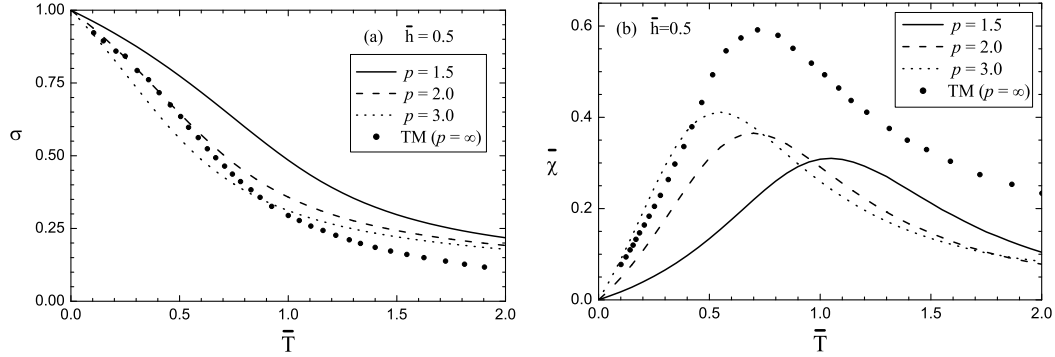 1.00
0.75
0.50
0.25
0.00
σ
(a) h̄ = 0.5
p = 1.5
p = 2.0
p = 3.0
TM (p = ∞)
0.0 0.5 1.0 1.5 2.0
T̄
0.6
0.4
0.2
0.0
χ̄
(b) h̄=0.5
p = 1.5
p = 2.0
p = 3.0
TM (p = ∞)
0.0 0.5 1.0 1.5 2.0
T̄